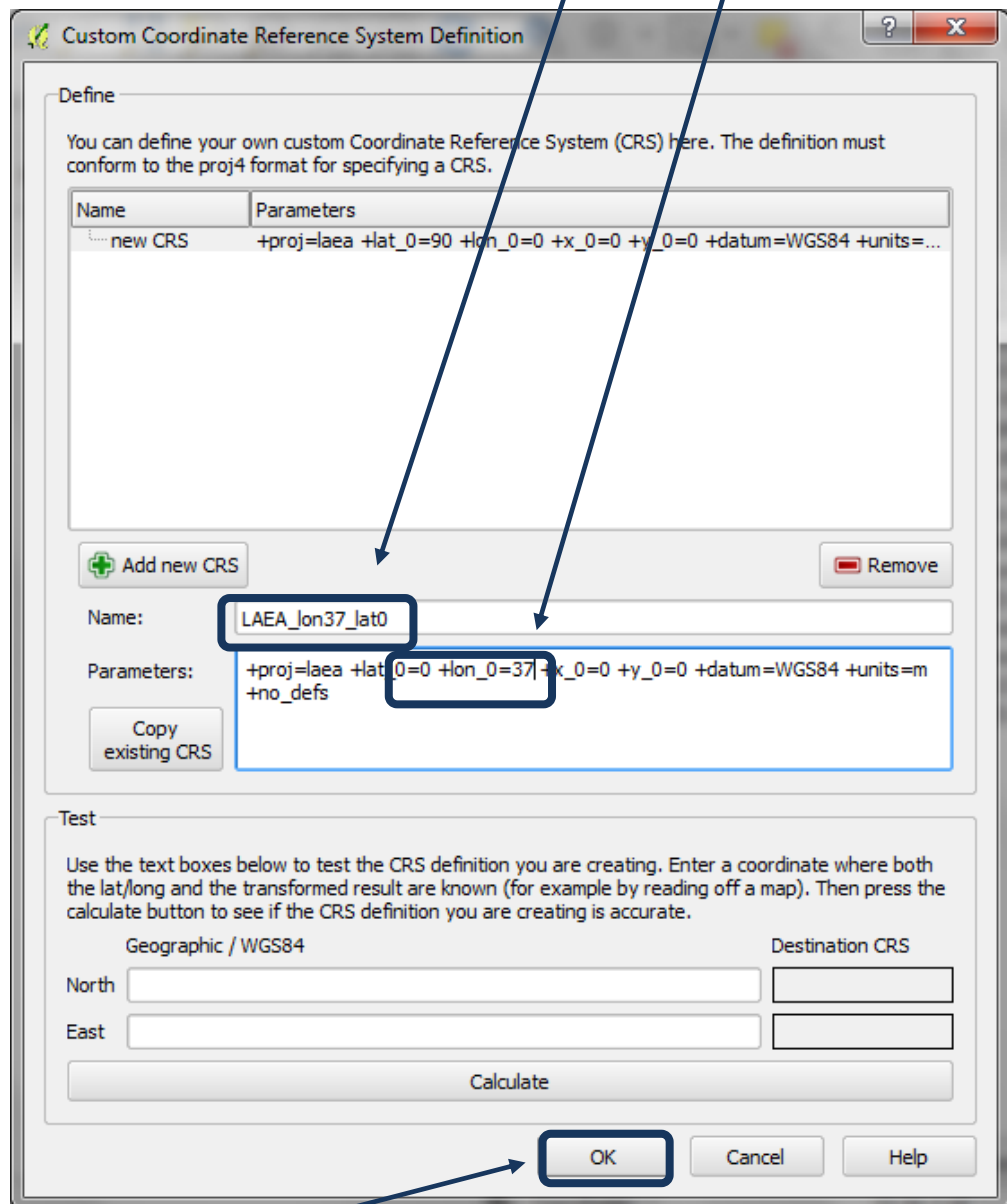 Custom Coordinate Reference System Definition
Define
You can define your own custom Coordinate Reference System (CRS) here. The definition must
conform to the proj4 format for specifying a CRS.
Name Parameters
new CRS +proj=laea +lat_0=90 +lon_0=0 +x_0=0 +y_0=0 +datum=WGS84 +units=...
Add new CRS Remove
Name: LAEA_lon37_lat0
Parameters: +proj=laea +lat_0=0 +lon_0=37 +x_0=0 +y_0=0 +datum=WGS84 +units=m
+no_defs
Copy
existing CRS
Test
Use the text boxes below to test the CRS definition you are creating. Enter a coordinate where both
the lat/long and the transformed result are known (for example by reading off a map). Then press the
calculate button to see if the CRS definition you are creating is accurate.
Geographic / WGS84 Destination CRS
North
East
Calculate
OK Cancel Help